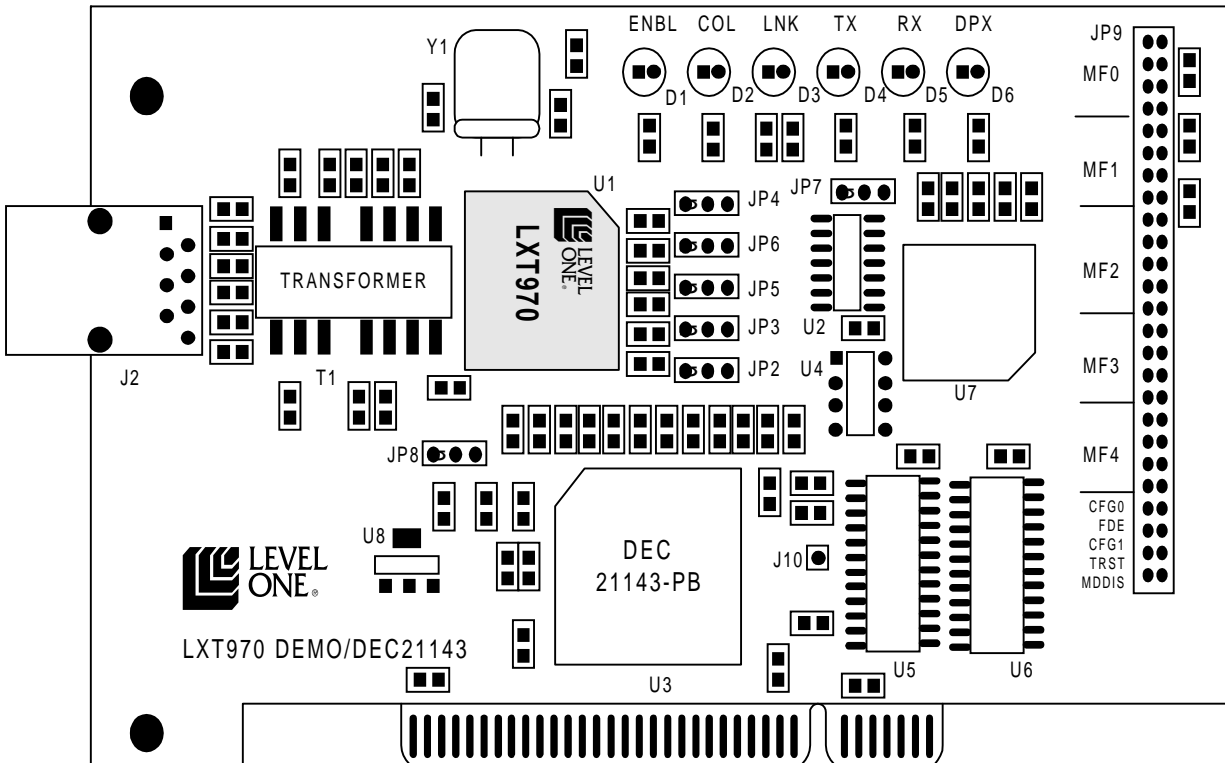 ENBL COL LNK TX RX DPX
JP9
Y1
MF0
D1 D2 D3 D4 D5 D6
MF1
U1
JP7
JP4
LEVEL
ONE®
LXT970
JP6
MF2
TRANSFORMER
JP5
JP3
U2
JP2
U4
MF3
J2
T1
U7
JP8
MF4
CFG0
FDE
CFG1
TRST
MDDIS
U8
DEC
21143-PB
J10
LEVEL
ONE®
LXT970 DEMO/DEC21143
U3
U5
U6